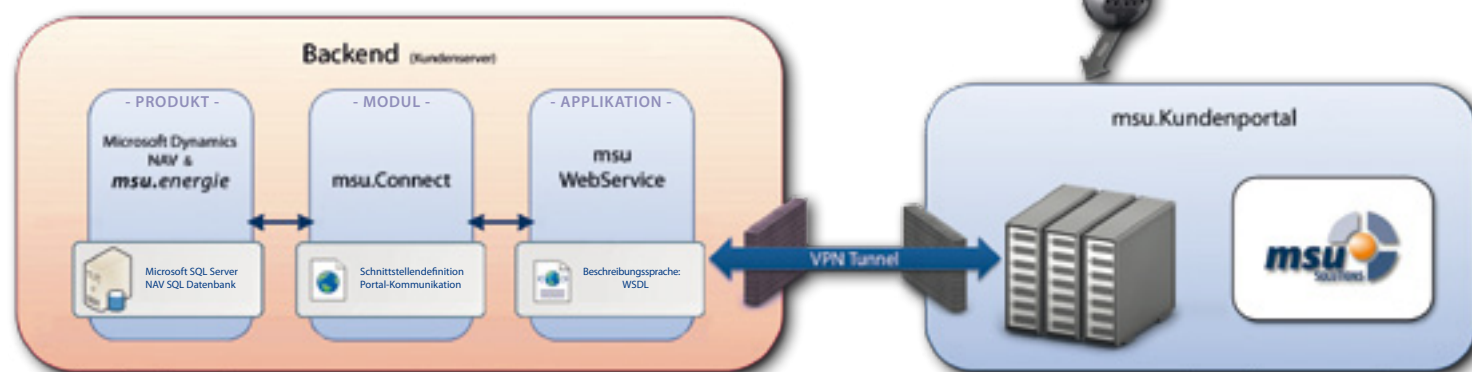 Backend (Kundenserver)
- PRODUKT -
Microsoft Dynamics
NAV &
msu.energie
Microsoft SQL Server
NAV SQL Datenbank
- MODUL -
msu.Connect
Schnittstellendefinition
Portal-Kommunikation
- APPLIKATION -
msu
WebService
Beschreibungssprache:
WSDL
VPN Tunnel
msu.Kundenportal
msu
SOLUTIONS